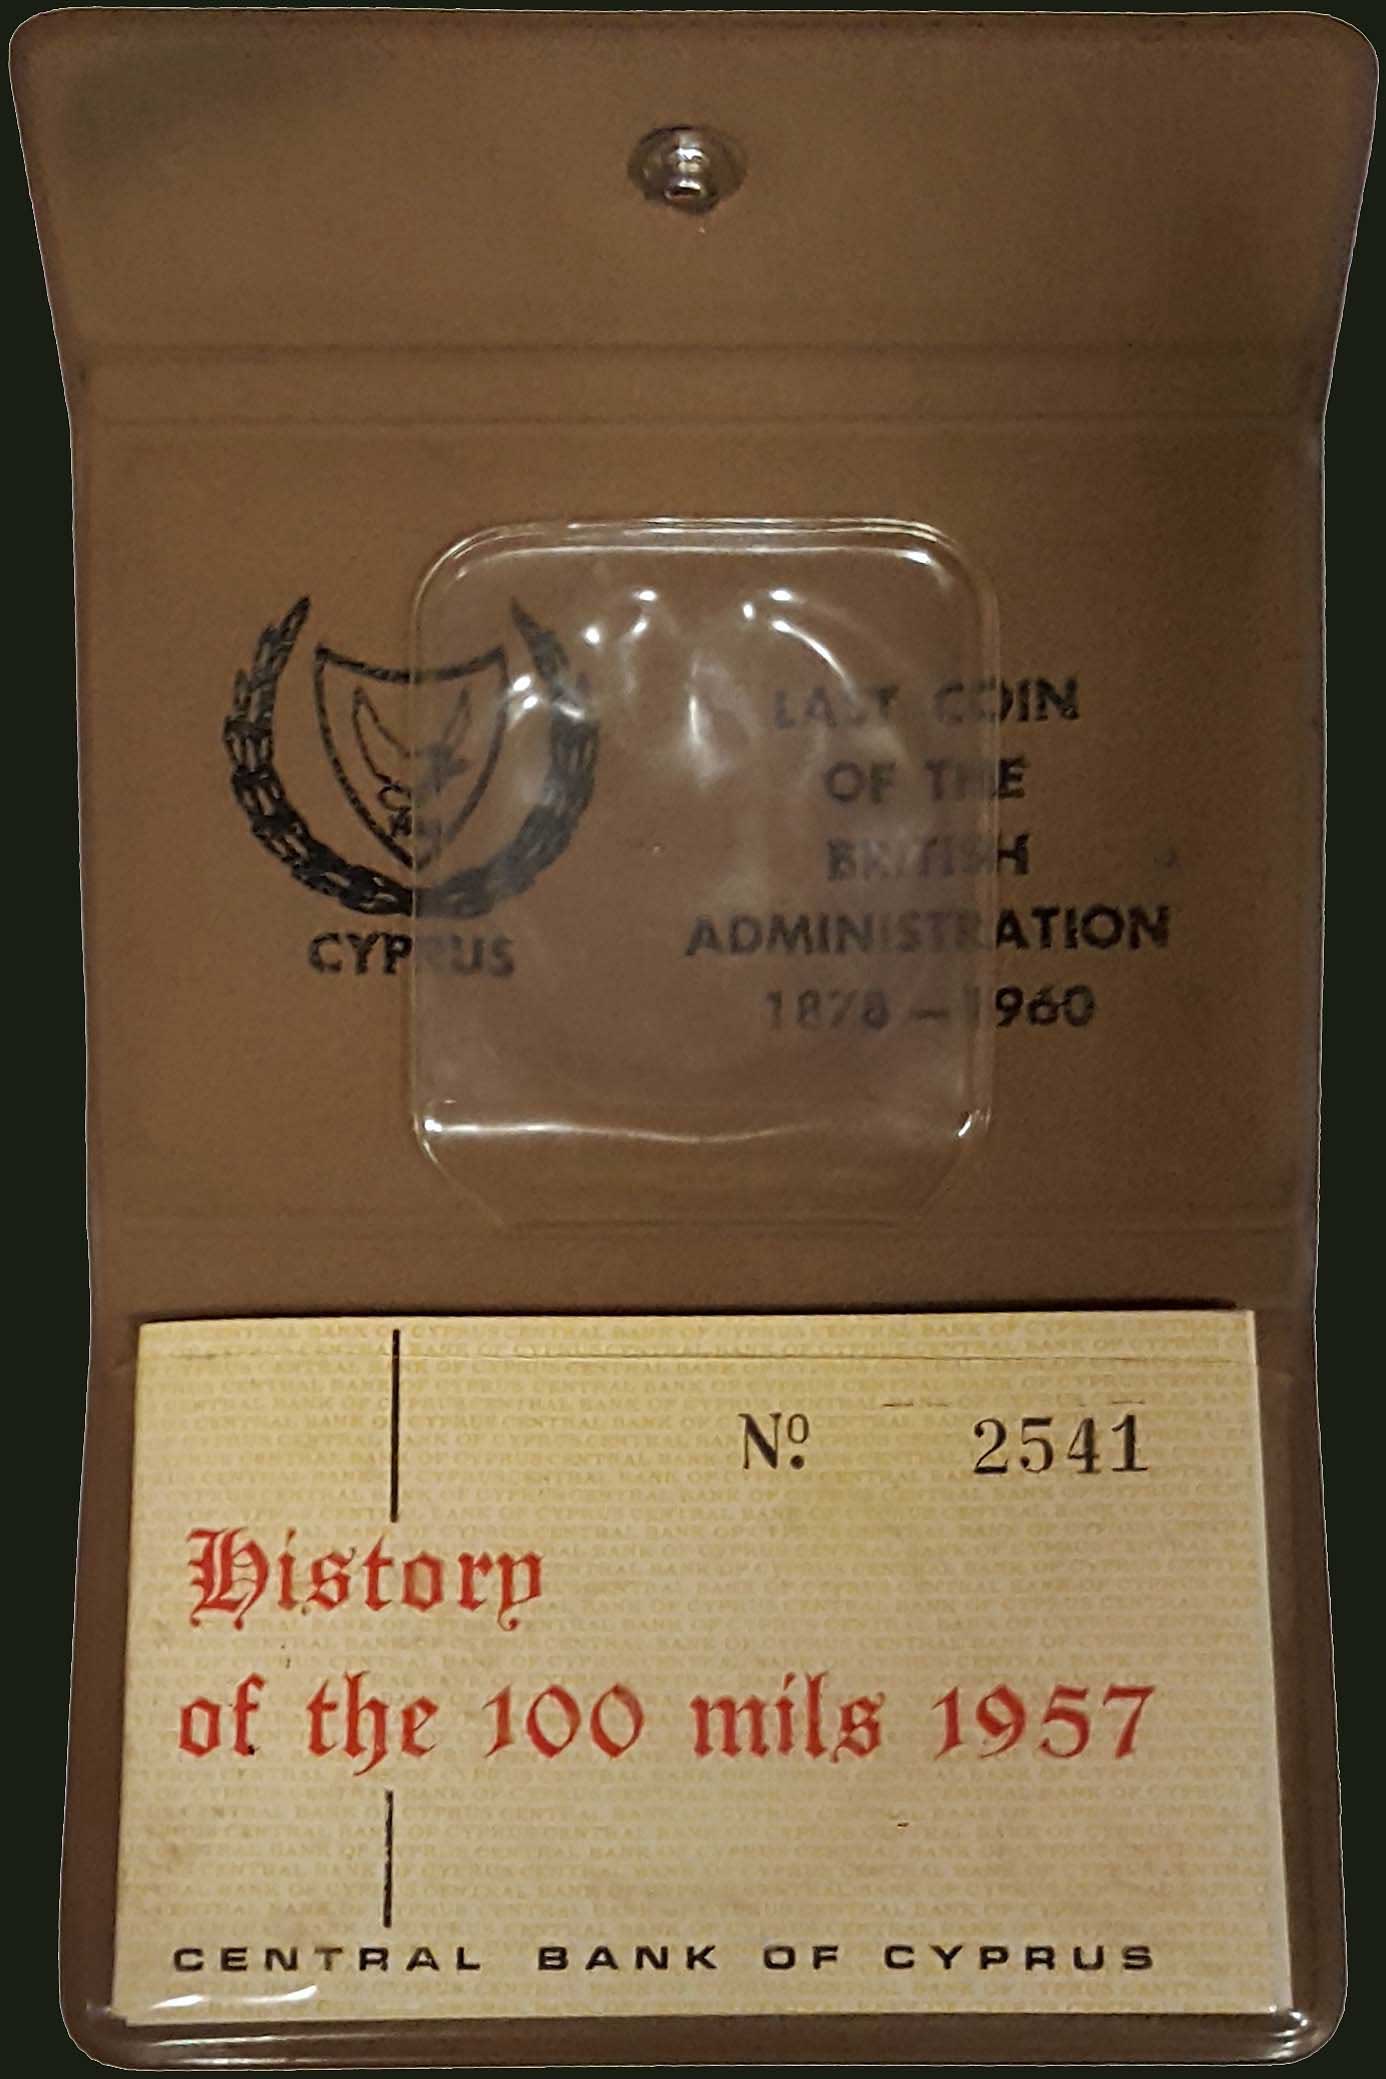 CYPRUS
LAST COIN
OF THE
BRITISH
ADMINISTRATION
1878 – 1960
Nº. 2541
History
of the 100 mils 1957
CENTRAL BANK OF CYPRUS